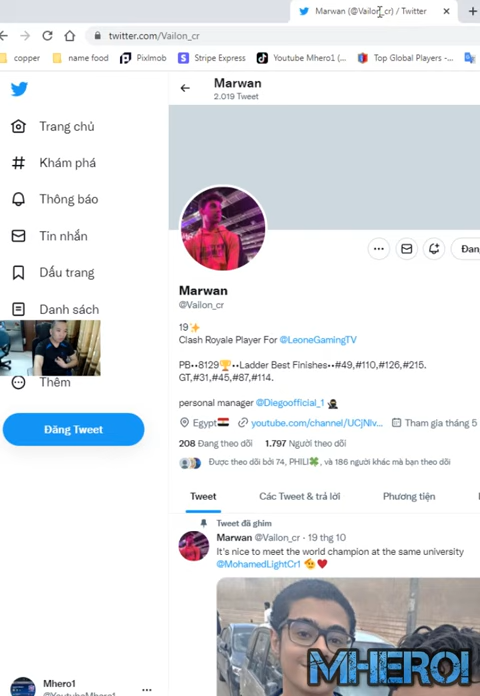 Marwan (@Vailon_cr) / Twitter
twitter.com/Vailon_cr
copper name food PixImob Stripe Express Youtube Mhero1 (... Top Global Players -...
Marwan
2.019 Tweet
Trang chủ
Khám phá
Thông báo
Tin nhắn
Dấu trang
Danh sách
Thêm
Đăng Tweet
Marwan
@Vailon_cr
19✨
Clash Royale Player For @LeoneGamingTV
PB••8129🏆••Ladder Best Finishes••#49,#110,#126,#215.
GT,#31,#45,#87,#114.
personal manager @Diegoofficial_1 🥷
Egypt🇪🇬 youtube.com/channel/UCjNlv... Tham gia tháng 5
208 Đang theo dõi 1.797 Người theo dõi
Được theo dõi bởi 74, PHILI🍀, và 186 người khác mà bạn theo dõi
Tweet Các Tweet & trả lời Phương tiện
Tweet đã ghim
Marwan @Vailon_cr · 19 thg 10
It's nice to meet the world champion at the same university
@MohamedLightCr1 🫡❤️
MHERO!
Mhero1
@YoutubeMhero1